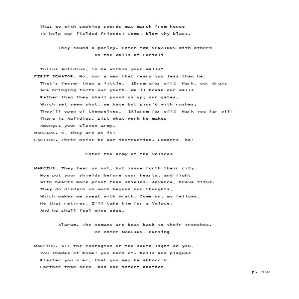 That we with smoking swords may march from hence
To help our fielded friends! Come, blow thy blast.
They sound a parley. Enter two Senators with others
on the walls of Corioli
Tullus Aufidius, is he within your walls?
FIRST SENATOR. No, nor a man that fears you less than he:
That's lesser than a little. [Drum afar off] Hark, our drums
Are bringing forth our youth. We'll break our walls
Rather than they shall pound us up; our gates,
Which yet seem shut, we have but pinn'd with rushes;
They'll open of themselves. [Alarum far off] Hark you far off!
There is Aufidius. List what work he makes
Amongst your cloven army.
MARCIUS. O, they are at it!
LARTIUS. Their noise be our instruction. Ladders, ho!
Enter the army of the Volsces
MARCIUS. They fear us not, but issue forth their city.
Now put your shields before your hearts, and fight
With hearts more proof than shields. Advance, brave Titus.
They do disdain us much beyond our thoughts,
Which makes me sweat with wrath. Come on, my fellows.
He that retires, I'll take him for a Volsce,
And he shall feel mine edge.
Alarum. The Romans are beat back to their trenches.
Re-enter MARCIUS, cursing
MARCIUS. All the contagion of the south light on you,
You shames of Rome! you herd of- Boils and plagues
Plaster you o'er, that you may be abhorr'd
Farther than seen, and one infect another